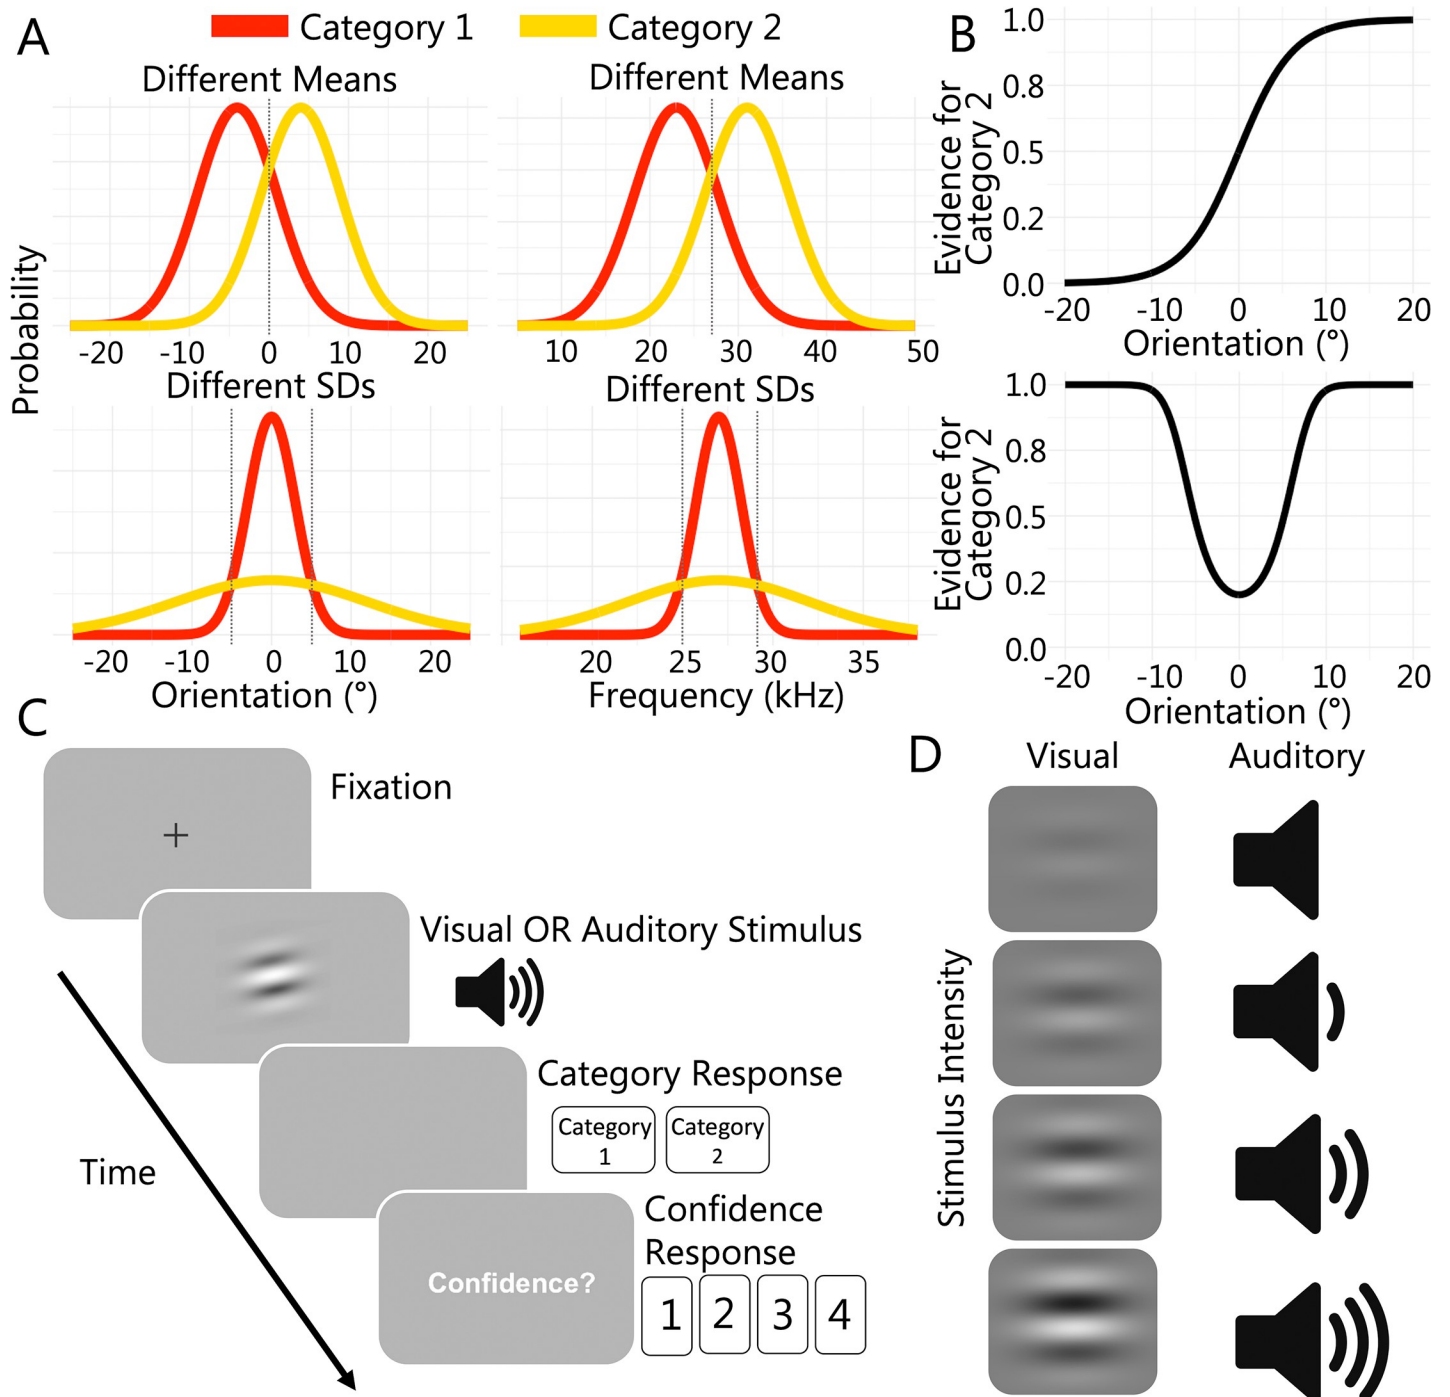 A
Category 1
Category 2
Different Means
Different Means
Probability
-20 -10 0 10 20
10 20 30 40 50
Different SDs
Different SDs
-20 -10 0 10 20
20 25 30 35
Orientation (°)
Frequency (kHz)
B
Evidence for
Category 2
1.0
0.8
0.5
0.2
0.0
-20 -10 0 10 20
Orientation (°)
Evidence for
Category 2
1.0
0.8
0.5
0.2
0.0
-20 -10 0 10 20
Orientation (°)
C
Fixation
Visual OR Auditory Stimulus
Category Response
Category
1
Category
2
Time
Confidence
Response
Confidence?
1 2 3 4
D
Visual
Auditory
Stimulus Intensity